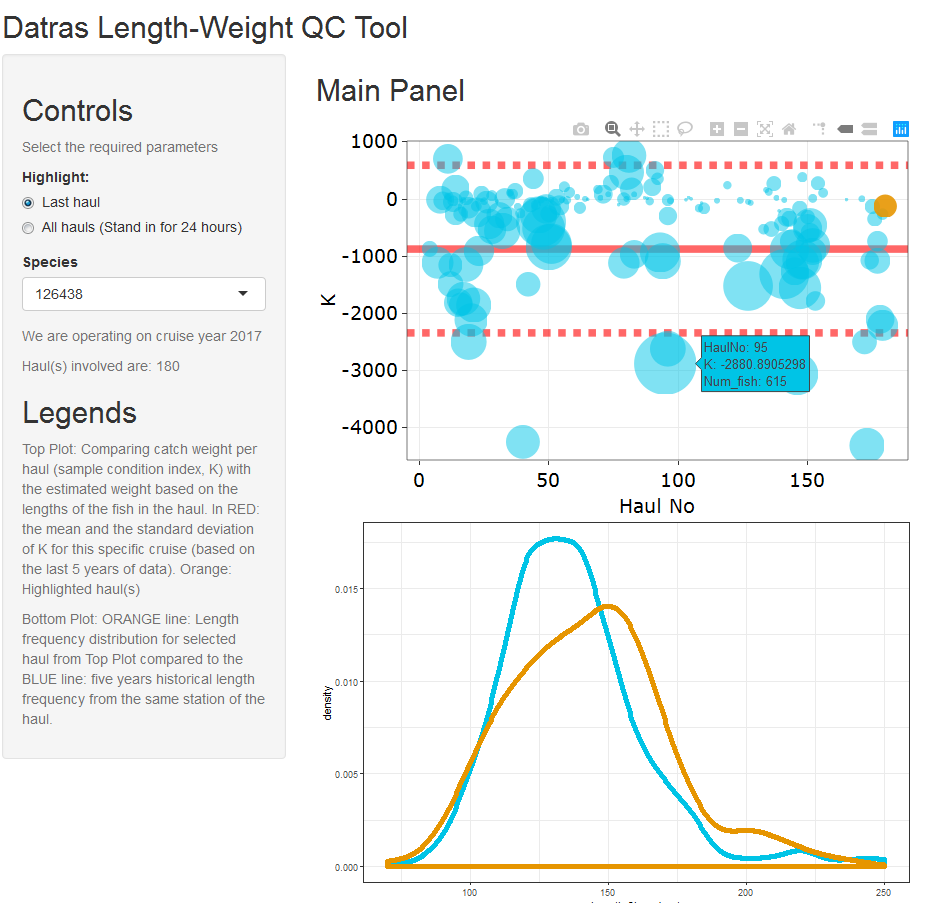 Datras Length-Weight QC Tool
Controls
Select the required parameters
Highlight:
Last haul
All hauls (Stand in for 24 hours)
Species
126438
We are operating on cruise year 2017
Haul(s) involved are: 180
Legends
Top Plot: Comparing catch weight per
haul (sample condition index, K) with
the estimated weight based on the
lengths of the fish in the haul. In RED:
the mean and the standard deviation
of K for this specific cruise (based on
the last 5 years of data). Orange:
Highlighted haul(s)
Bottom Plot: ORANGE line: Length
frequency distribution for selected
haul from Top Plot compared to the
BLUE line: five years historical length
frequency from the same station of the
haul.
Main Panel
1000
0
-1000
-2000
-3000
-4000
K
HaulNo: 95
K: -2880.8905298
Num_fish: 615
0
50
100
150
Haul No
0.015
0.010
0.005
0.000
density
100
150
200
250